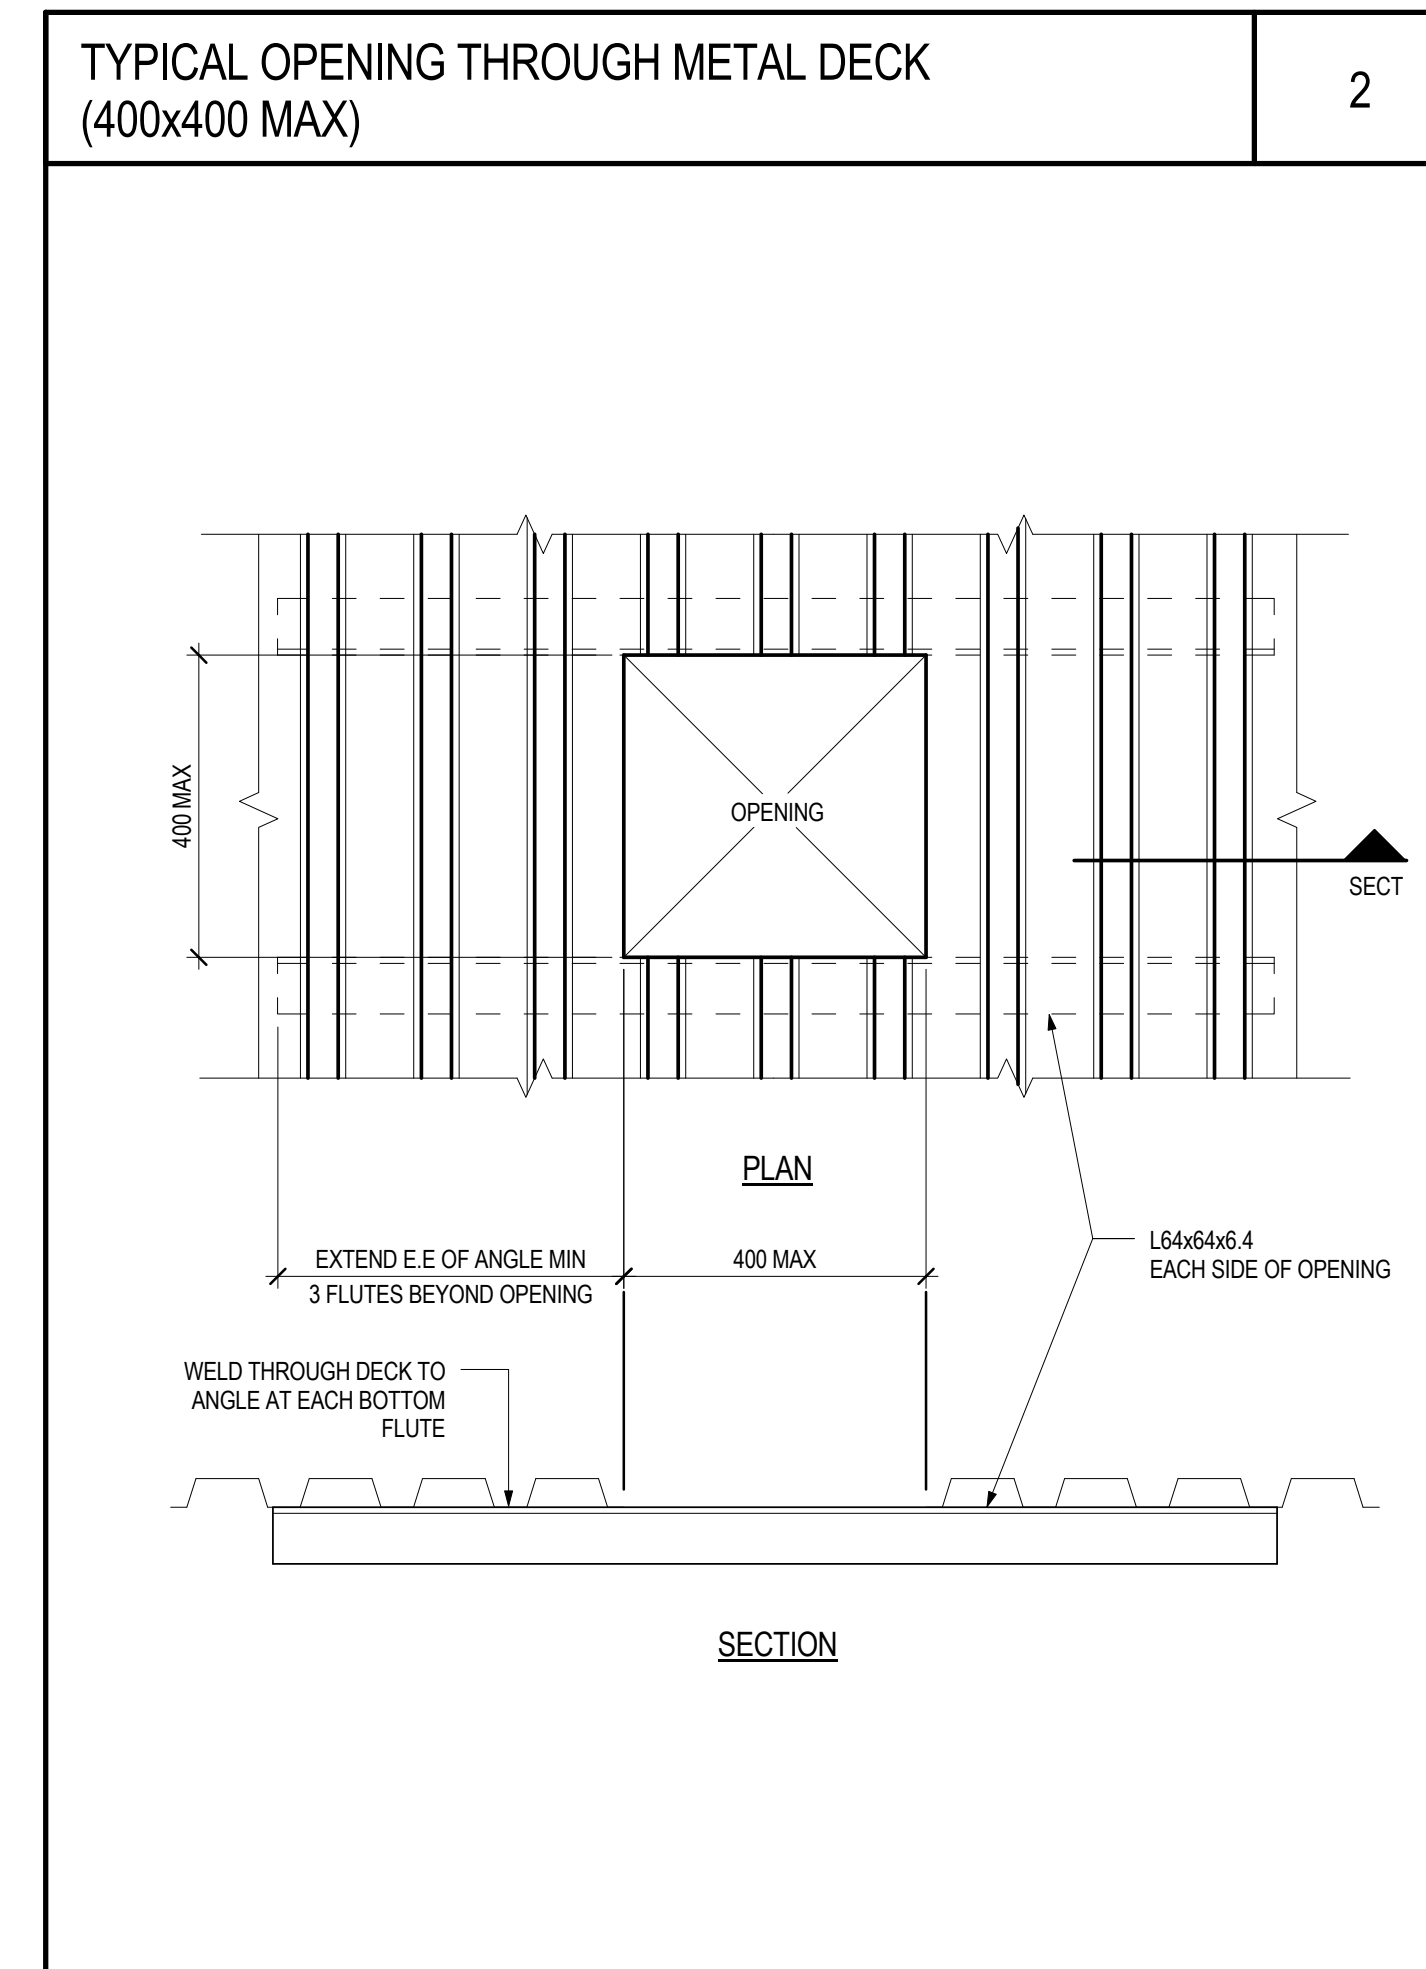 TYPICAL OPENING THROUGH METAL DECK
(400x400 MAX)
2
400 MAX
OPENING
SECT
PLAN
EXTEND E.E OF ANGLE MIN
3 FLUTES BEYOND OPENING
400 MAX
L64x64x6.4
EACH SIDE OF OPENING
WELD THROUGH DECK TO
ANGLE AT EACH BOTTOM
FLUTE
SECTION